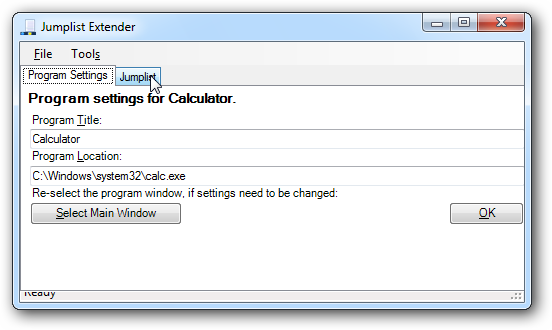 Jumplist Extender
File Tools
Program Settings Jumplist
Program settings for Calculator.
Program Title:
Calculator
Program Location:
C:\Windows\system32\calc.exe
Re-select the program window, if settings need to be changed:
Select Main Window OK
Ready